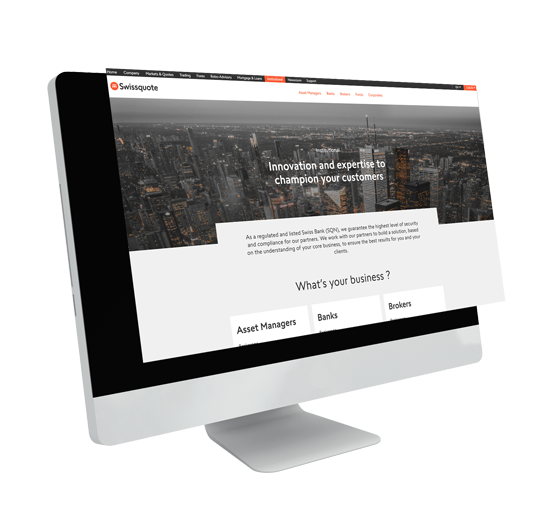 Home Company Markets & Quotes Trading Forex Robo-Advisory Mortgage & Loans Institutional Newsroom Support
Swissquote
Asset Managers Banks Brokers Forex Corporates
Institutional
Innovation and expertise to
champion your customers
As a regulated and listed Swiss Bank (SQN), we guarantee the highest level of security
and compliance for our partners. We work with our partners to build a solution, based
on the understanding of your core business, to ensure the best results for you and your
clients.
What's your business ?
Asset Managers Banks Brokers